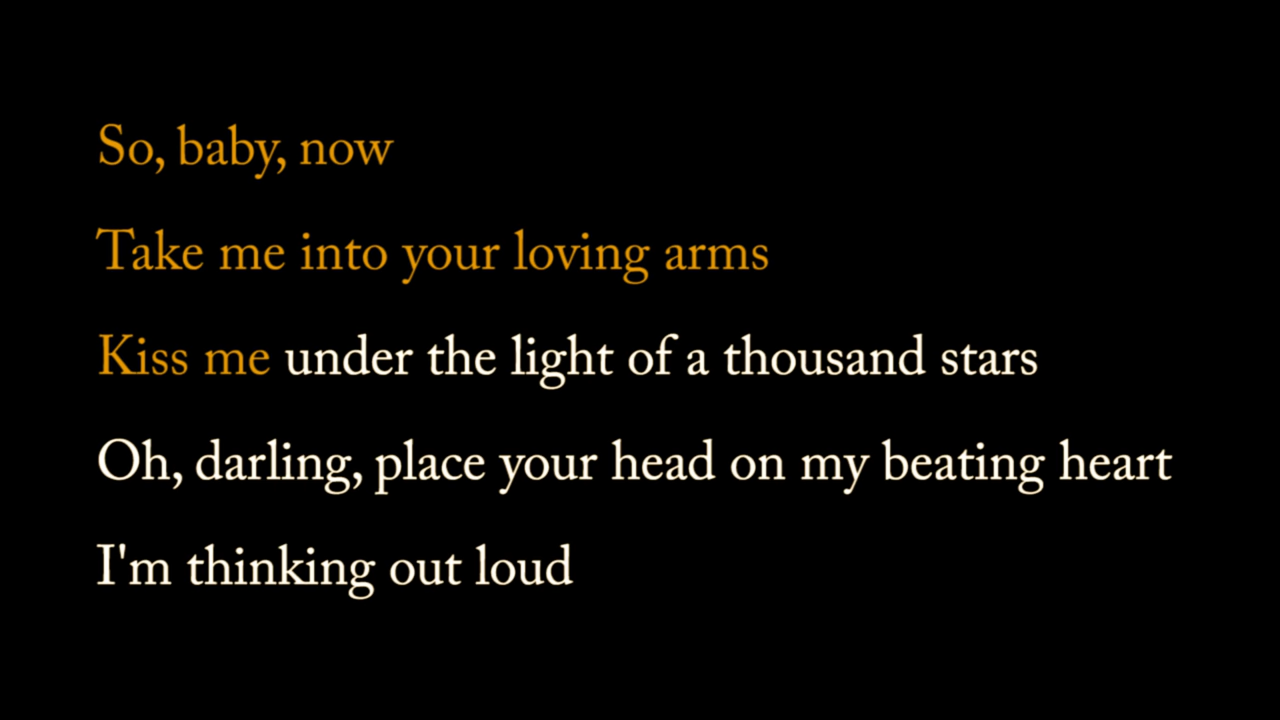 So, baby, now
Take me into your loving arms
Kiss me under the light of a thousand stars
Oh, darling, place your head on my beating heart
I'm thinking out loud